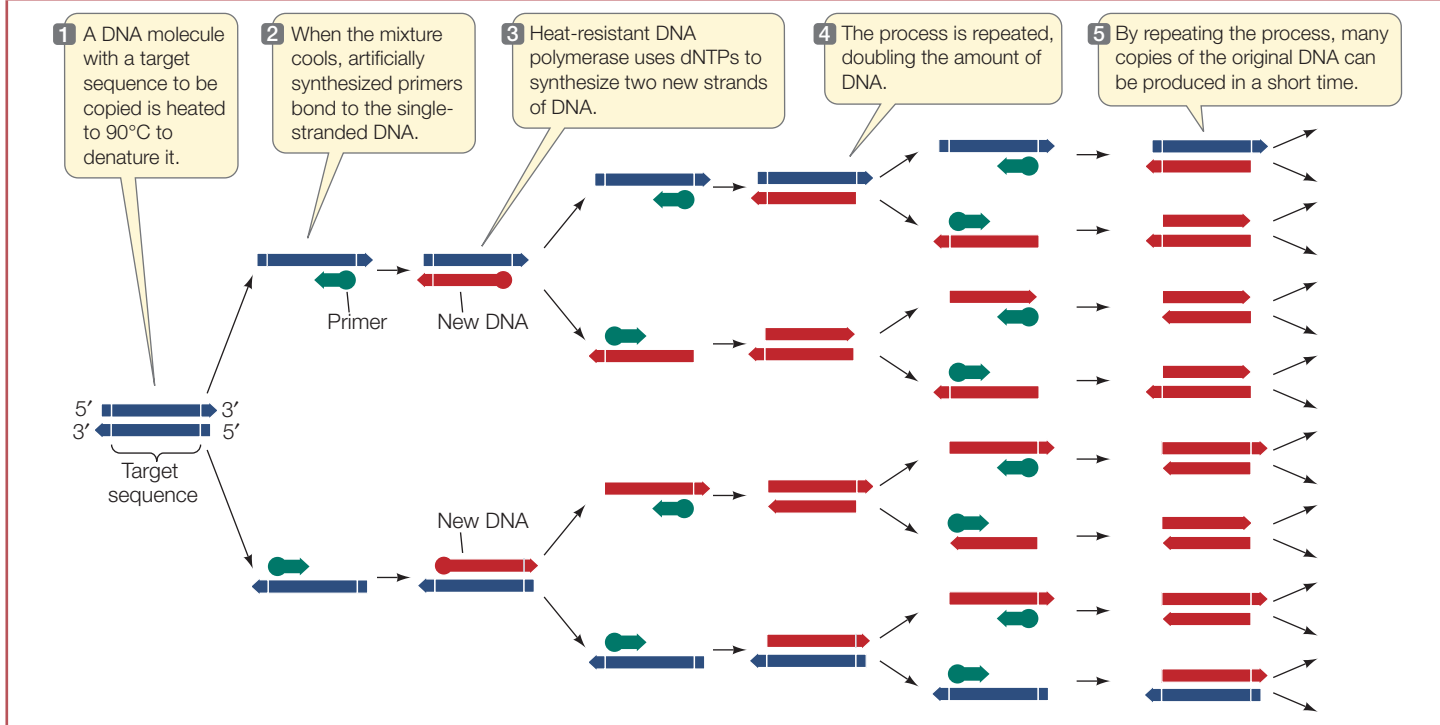 1 A DNA molecule
with a target
sequence to be
copied is heated
to 90°C to
denature it.
2 When the mixture
cools, artificially
synthesized primers
bond to the single-
stranded DNA.
3 Heat-resistant DNA
polymerase uses dNTPs to
synthesize two new strands
of DNA.
4 The process is repeated,
doubling the amount of
DNA.
5 By repeating the process, many
copies of the original DNA can
be produced in a short time.
Primer
New DNA
5′ 3′
3′ 5′
Target
sequence
New DNA